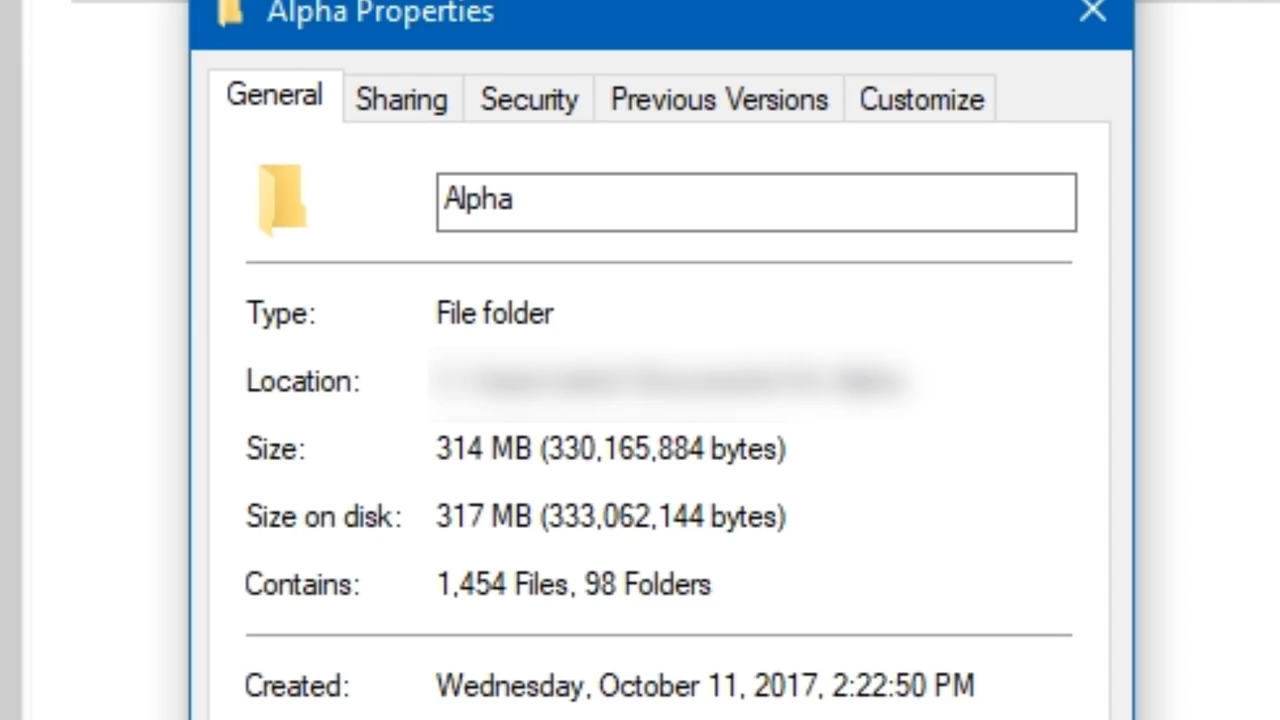 Alpha Properties
General Sharing Security Previous Versions Customize
Alpha
Type: File folder
Location:
Size: 314 MB (330,165,884 bytes)
Size on disk: 317 MB (333,062,144 bytes)
Contains: 1,454 Files, 98 Folders
Created: Wednesday, October 11, 2017, 2:22:50 PM